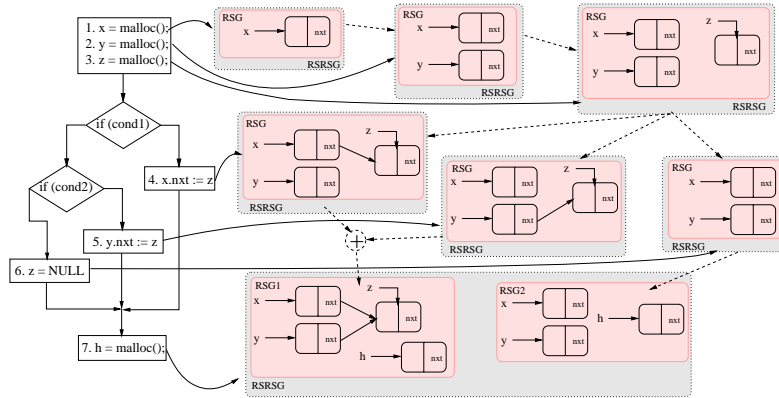 1. x = malloc();
2. y = malloc();
3. z = malloc();
RSG
x
nxt
RSRSG
RSG
x
nxt
y
nxt
RSRSG
RSG
x
nxt
y
nxt
z
nxt
RSRSG
if (cond1)
if (cond2)
4. x.nxt := z
5. y.nxt := z
6. z = NULL
7. h = malloc();
RSG
x
nxt
y
nxt
z
nxt
RSRSG
RSG
x
nxt
y
nxt
z
nxt
RSRSG
RSG
x
nxt
y
nxt
RSRSG
+
RSG1
x
nxt
y
nxt
z
nxt
h
nxt
RSG2
x
nxt
y
nxt
h
nxt
RSRSG